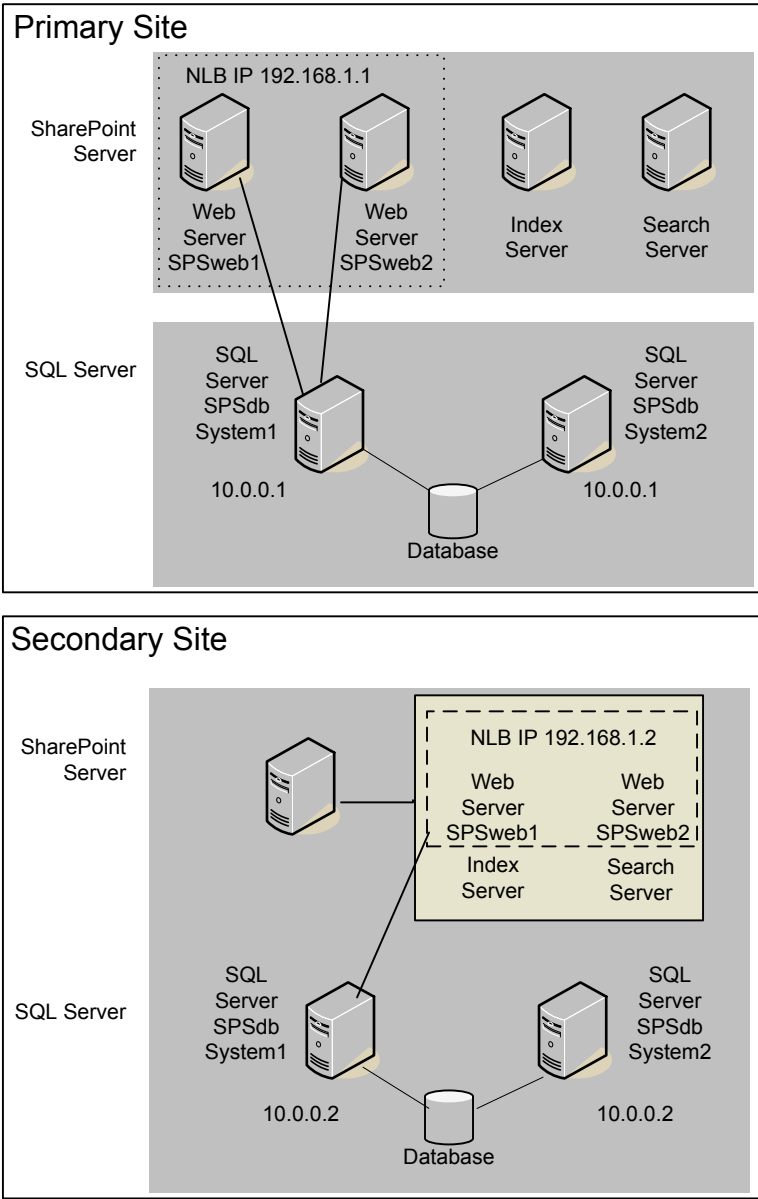 Primary Site
NLB IP 192.168.1.1
SharePoint
Server
Web
Server
SPSweb1
Web
Server
SPSweb2
Index
Server
Search
Server
SQL Server
SQL
Server
SPSdb
System1
SQL
Server
SPSdb
System2
10.0.0.1
10.0.0.1
Database
Secondary Site
SharePoint
Server
NLB IP 192.168.1.2
Web
Server
SPSweb1
Web
Server
SPSweb2
Index
Server
Search
Server
SQL Server
SQL
Server
SPSdb
System1
SQL
Server
SPSdb
System2
10.0.0.2
10.0.0.2
Database